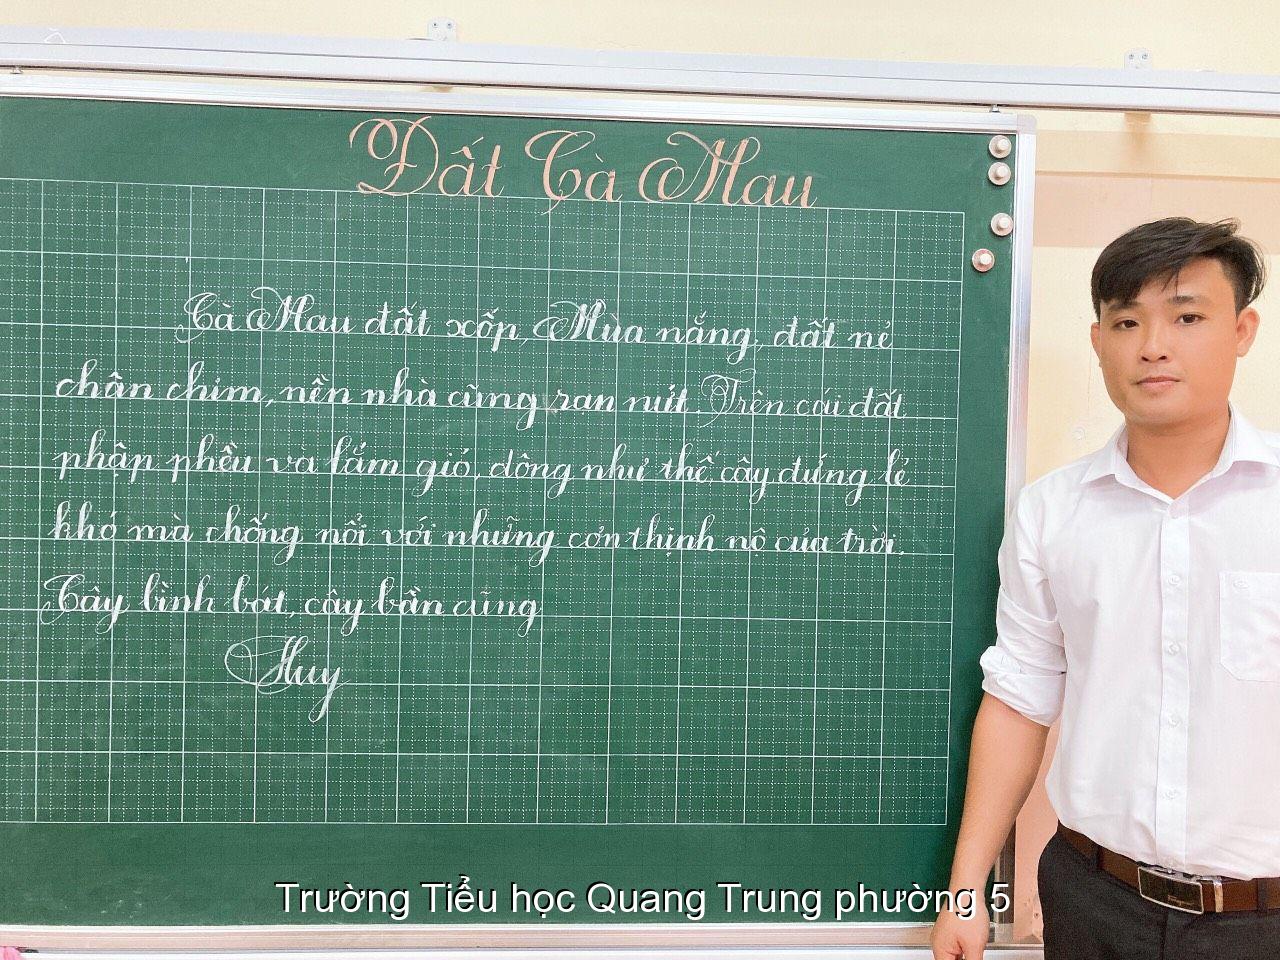 Đất Cà Mau
Cà Mau đất xốp, Mùa nắng, đất nẻ
chân chim, nền nhà cũng rạn nứt. Trên cái đất
phập phều và lắm gió, dông như thế, cây đứng lẻ
khó mà chống nổi với những cơn thịnh nộ của trời.
Cây bình bát, cây bần cũng
Huy
Trường Tiểu học Quang Trung phường 5